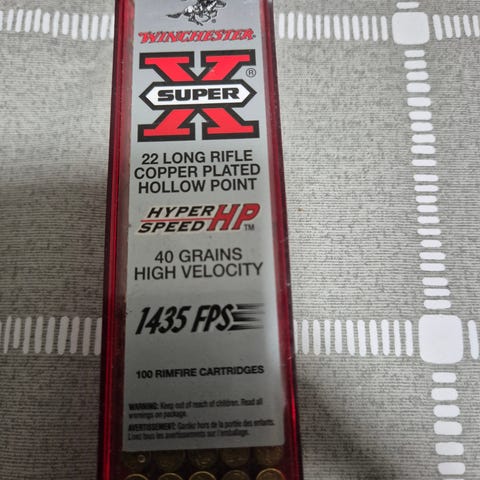 WINCHESTER
X ®
SUPER
22 LONG RIFLE
COPPER PLATED
HOLLOW POINT
HYPER
SPEED HP™
40 GRAINS
HIGH VELOCITY
1435 FPS
100 RIMFIRE CARTRIDGES
WARNING: Keep out of reach of children. Read all
warnings on package.
AVERTISSEMENT: Gardez hors de la portée des enfants.
Lisez tous les avertissements sur l'emballage.